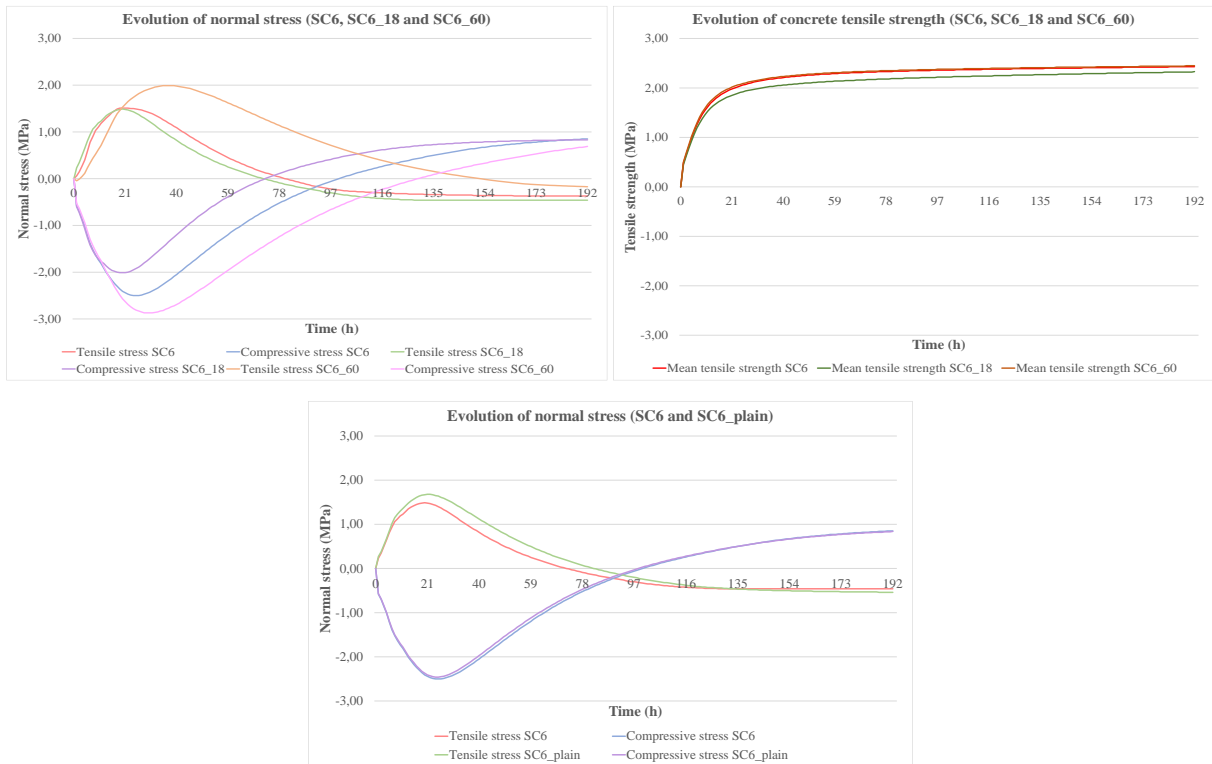 Evolution of normal stress (SC6, SC6_18 and SC6_60)
3,00
2,00
1,00
0,00
-1,00
-2,00
-3,00
Normal stress (MPa)
0 21 40 59 78 97 116 135 154 173 192
Time (h)
Tensile stress SC6 Compressive stress SC6 Tensile stress SC6_18
Compressive stress SC6_18 Tensile stress SC6_60 Compressive stress SC6_60
Evolution of concrete tensile strength (SC6, SC6_18 and SC6_60)
3,00
2,00
1,00
0,00
-1,00
-2,00
-3,00
Tensile strength (MPa)
0 21 40 59 78 97 116 135 154 173 192
Time (h)
Mean tensile strength SC6 Mean tensile strength SC6_18 Mean tensile strength SC6_60
Evolution of normal stress (SC6 and SC6_plain)
3,00
2,00
1,00
0,00
-1,00
-2,00
-3,00
Normal stress (MPa)
0 21 40 59 78 97 116 135 154 173 192
Time (h)
Tensile stress SC6 Compressive stress SC6
Tensile stress SC6_plain Compressive stress SC6_plain